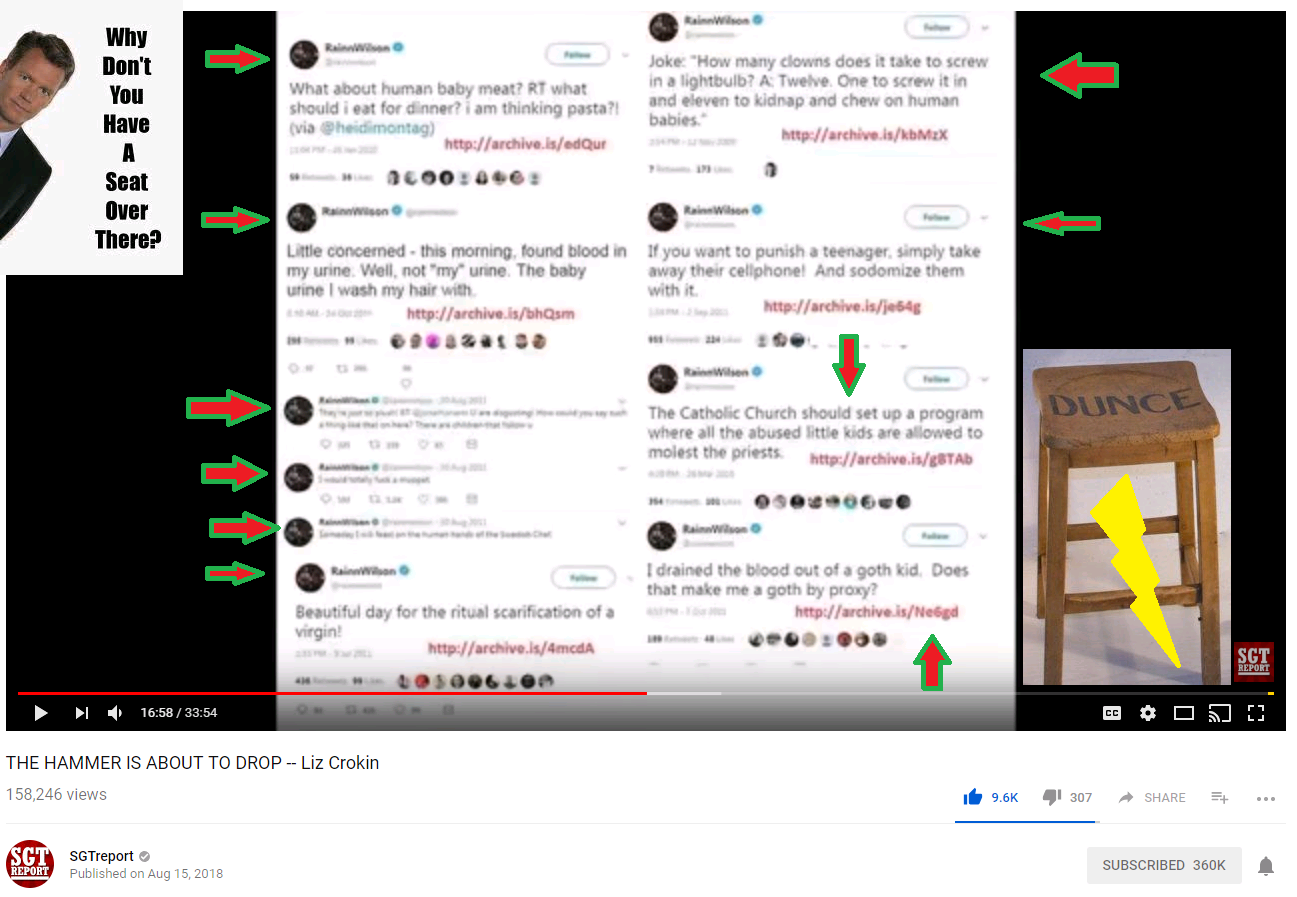 Why
Don't
You
Have
A
Seat
Over
There?
RainnWilson
Follow
What about human baby meat? RT what
should i eat for dinner? i am thinking pasta?!
(via @heidimontag)
http://archive.is/edQur
RainnWilson
Little concerned - this morning, found blood in
my urine. Well, not "my" urine. The baby
urine I wash my hair with.
http://archive.is/bhQsm
RainnWilson
They're just so plush! RT
U are disgusting! How could you say such
a thing like that on here? There are children that follow u
RainnWilson
I would totally fuck a muppet
RainnWilson
Someday I will feast on the human hands of the Swedish Chef.
RainnWilson
Follow
Beautiful day for the ritual scarification of a
virgin!
http://archive.is/4mcdA
RainnWilson
Follow
Joke: "How many clowns does it take to screw
in a lightbulb? A: Twelve. One to screw it in
and eleven to kidnap and chew on human
babies."
http://archive.is/kbMzX
RainnWilson
Follow
If you want to punish a teenager, simply take
away their cellphone! And sodomize them
with it.
http://archive.is/je64g
RainnWilson
Follow
The Catholic Church should set up a program
where all the abused little kids are allowed to
molest the priests.
http://archive.is/gBTAb
RainnWilson
Follow
I drained the blood out of a goth kid. Does
that make me a goth by proxy?
http://archive.is/Ne6gd
DUNCE
SGT
REPORT
16:58 / 33:54
CC
THE HAMMER IS ABOUT TO DROP -- Liz Crokin
158,246 views
9.6K
307
SHARE
SGT
REPORT
SGTreport
Published on Aug 15, 2018
SUBSCRIBED 360K